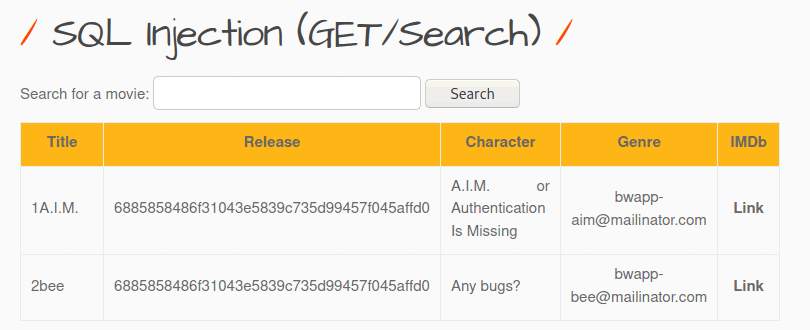 / SQL Injection (GET/Search) /
Search for a movie: Search
Title Release Character Genre IMDb
1A.I.M. 6885858486f31043e5839c735d99457f045affd0 A.I.M. or Authentication Is Missing bwapp-aim@mailinator.com Link
2bee 6885858486f31043e5839c735d99457f045affd0 Any bugs? bwapp-bee@mailinator.com Link